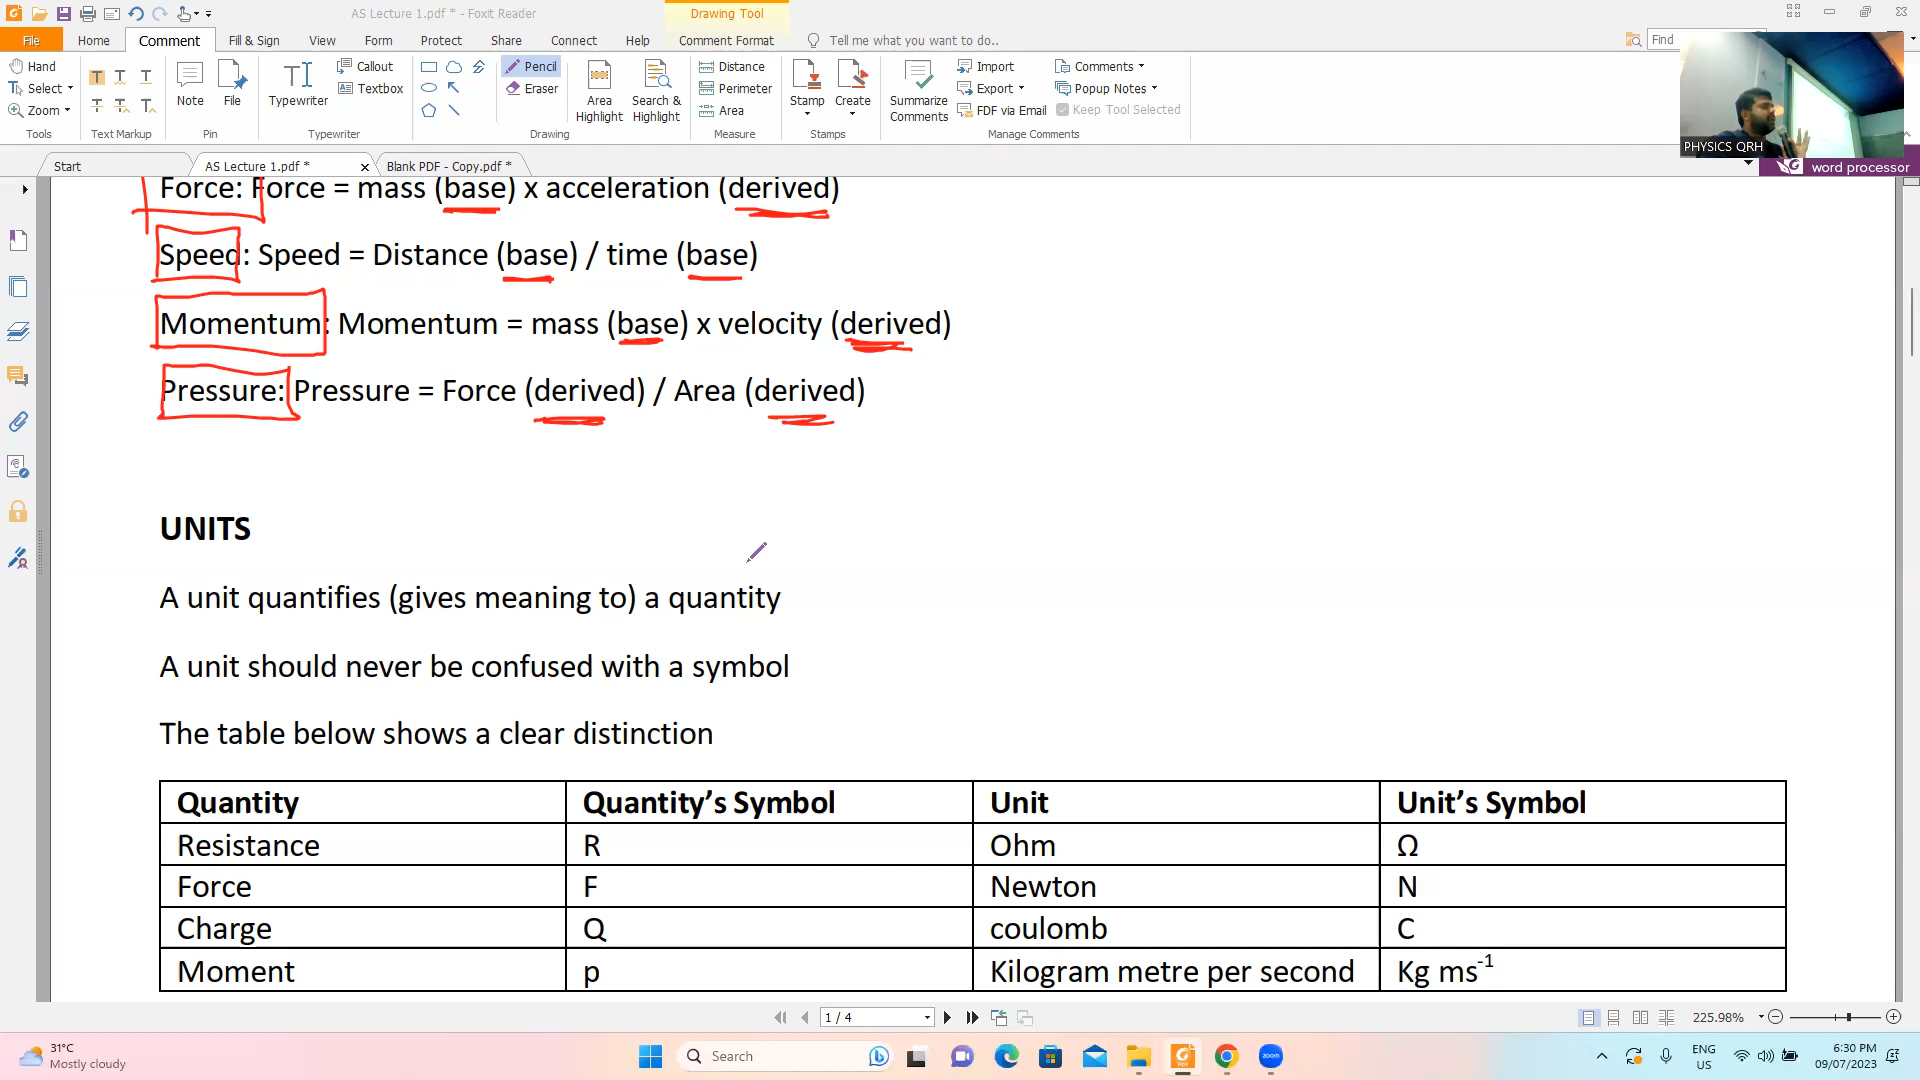 AS Lecture 1.pdf * - Foxit Reader
Drawing Tool
File Home Comment Fill & Sign View Form Protect Share Connect Help Comment Format Tell me what you want to do.. Find
Hand
Select
Zoom
Tools
T T T
T T T
Text Markup
Note
File
Pin
Typewriter
Callout
Textbox
Typewriter
Pencil
Eraser
Area Highlight
Search & Highlight
Drawing
Distance
Perimeter
Area
Measure
Stamp
Create
Stamps
Summarize Comments
Import
Export
FDF via Email
Comments
Popup Notes
Keep Tool Selected
Manage Comments
PHYSICS QRH
Start AS Lecture 1.pdf * Blank PDF - Copy.pdf * word processor
Force: Force = mass (base) x acceleration (derived)
Speed: Speed = Distance (base) / time (base)
Momentum: Momentum = mass (base) x velocity (derived)
Pressure: Pressure = Force (derived) / Area (derived)
UNITS
A unit quantifies (gives meaning to) a quantity
A unit should never be confused with a symbol
The table below shows a clear distinction
Quantity Quantity's Symbol Unit Unit's Symbol
Resistance R Ohm Ω
Force F Newton N
Charge Q coulomb C
Moment p Kilogram metre per second Kg ms⁻¹
1 / 4
225.98%
31°C
Mostly cloudy
Search
zoom
ENG
US
6:30 PM
09/07/2023